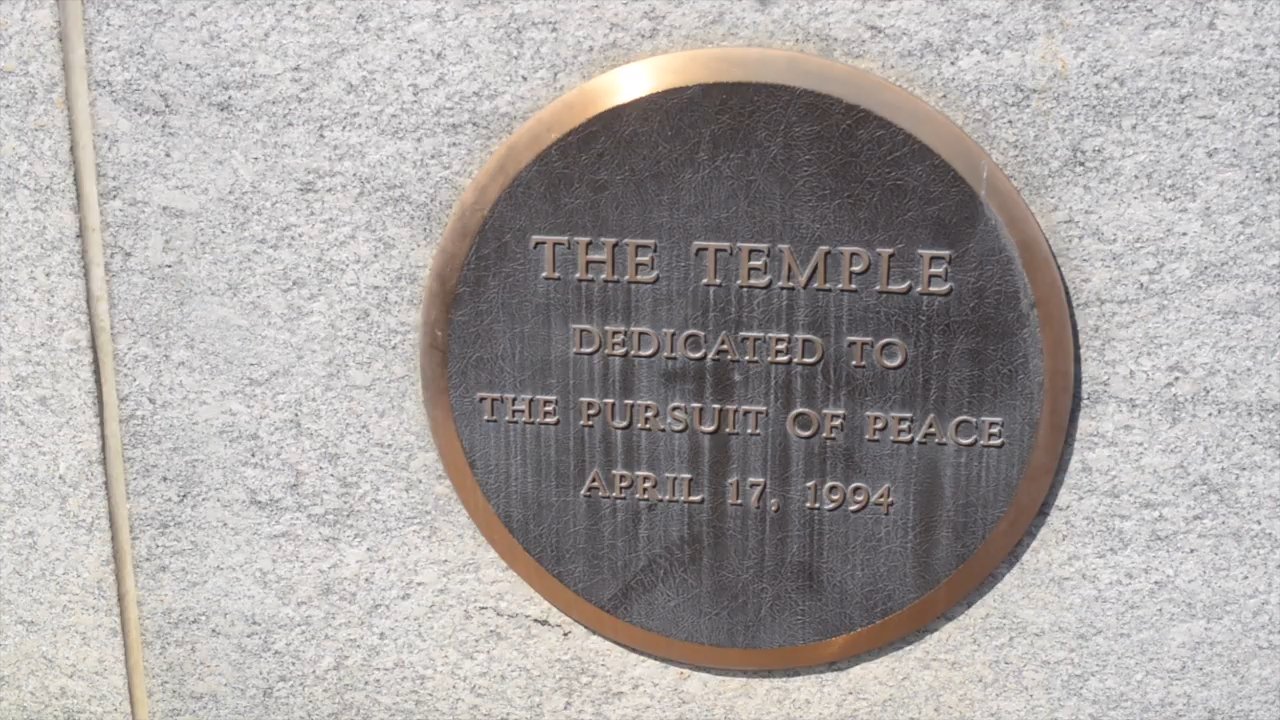 THE TEMPLE
DEDICATED TO
THE PURSUIT OF PEACE
APRIL 17, 1994